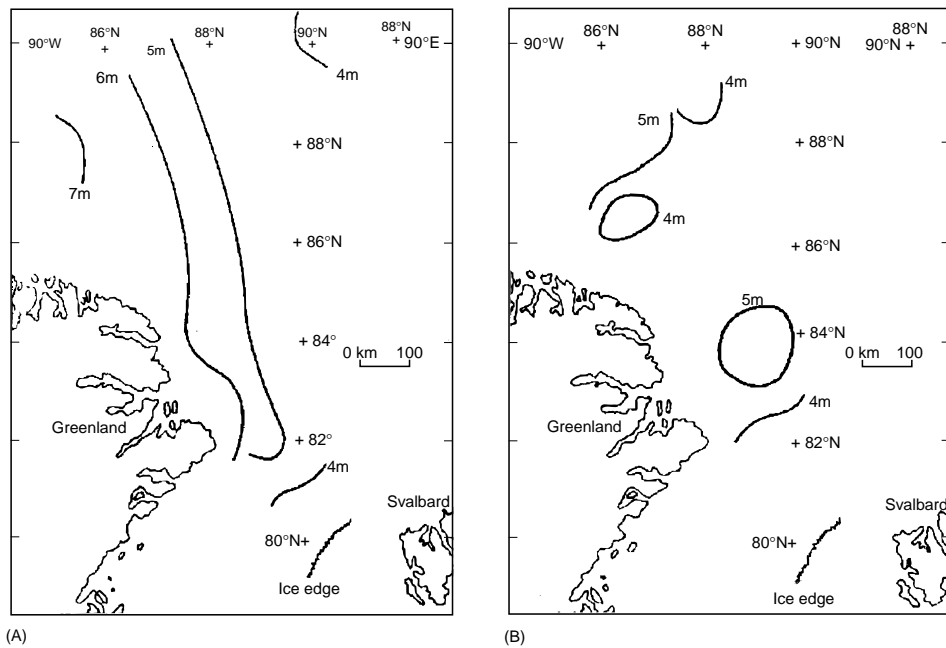 86°N 88°N 90°N 88°N
90°W 90°E
5m
6m 4m
7m
+ 88°N
+ 86°N
+ 84°
0 km 100
Greenland
+ 82°
4m
Svalbard
80°N+
Ice edge
(A)
86°N 88°N 88°N
90°W + 90°N 90°N +
4m
5m
+ 88°N
4m
+ 86°N
5m
+ 84°N
0 km 100
4m
Greenland
+ 82°N
Svalbard
80°N+
Ice edge
(B)